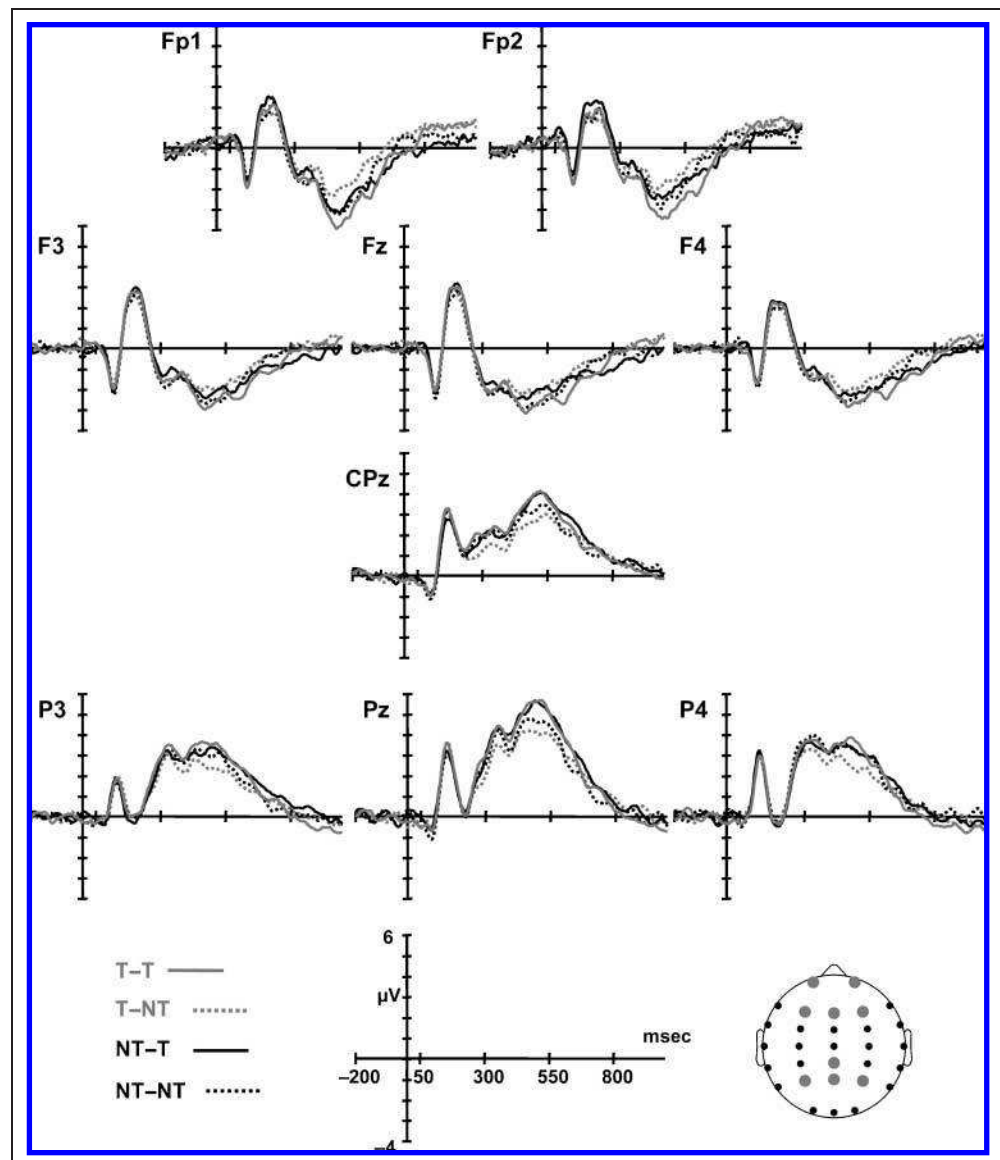 Fp1 Fp2
F3 Fz F4
CPz
P3 Pz P4
6
μV
msec
–200 50 300 550 800
–4
T–T
T–NT
NT–T
NT–NT